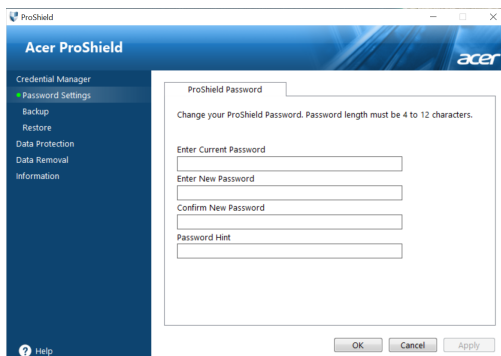 ProShield
Acer ProShield
acer
Credential Manager
Password Settings
Backup
Restore
Data Protection
Data Removal
Information
Help
ProShield Password
Change your ProShield Password. Password length must be 4 to 12 characters.
Enter Current Password
Enter New Password
Confirm New Password
Password Hint
OK Cancel Apply